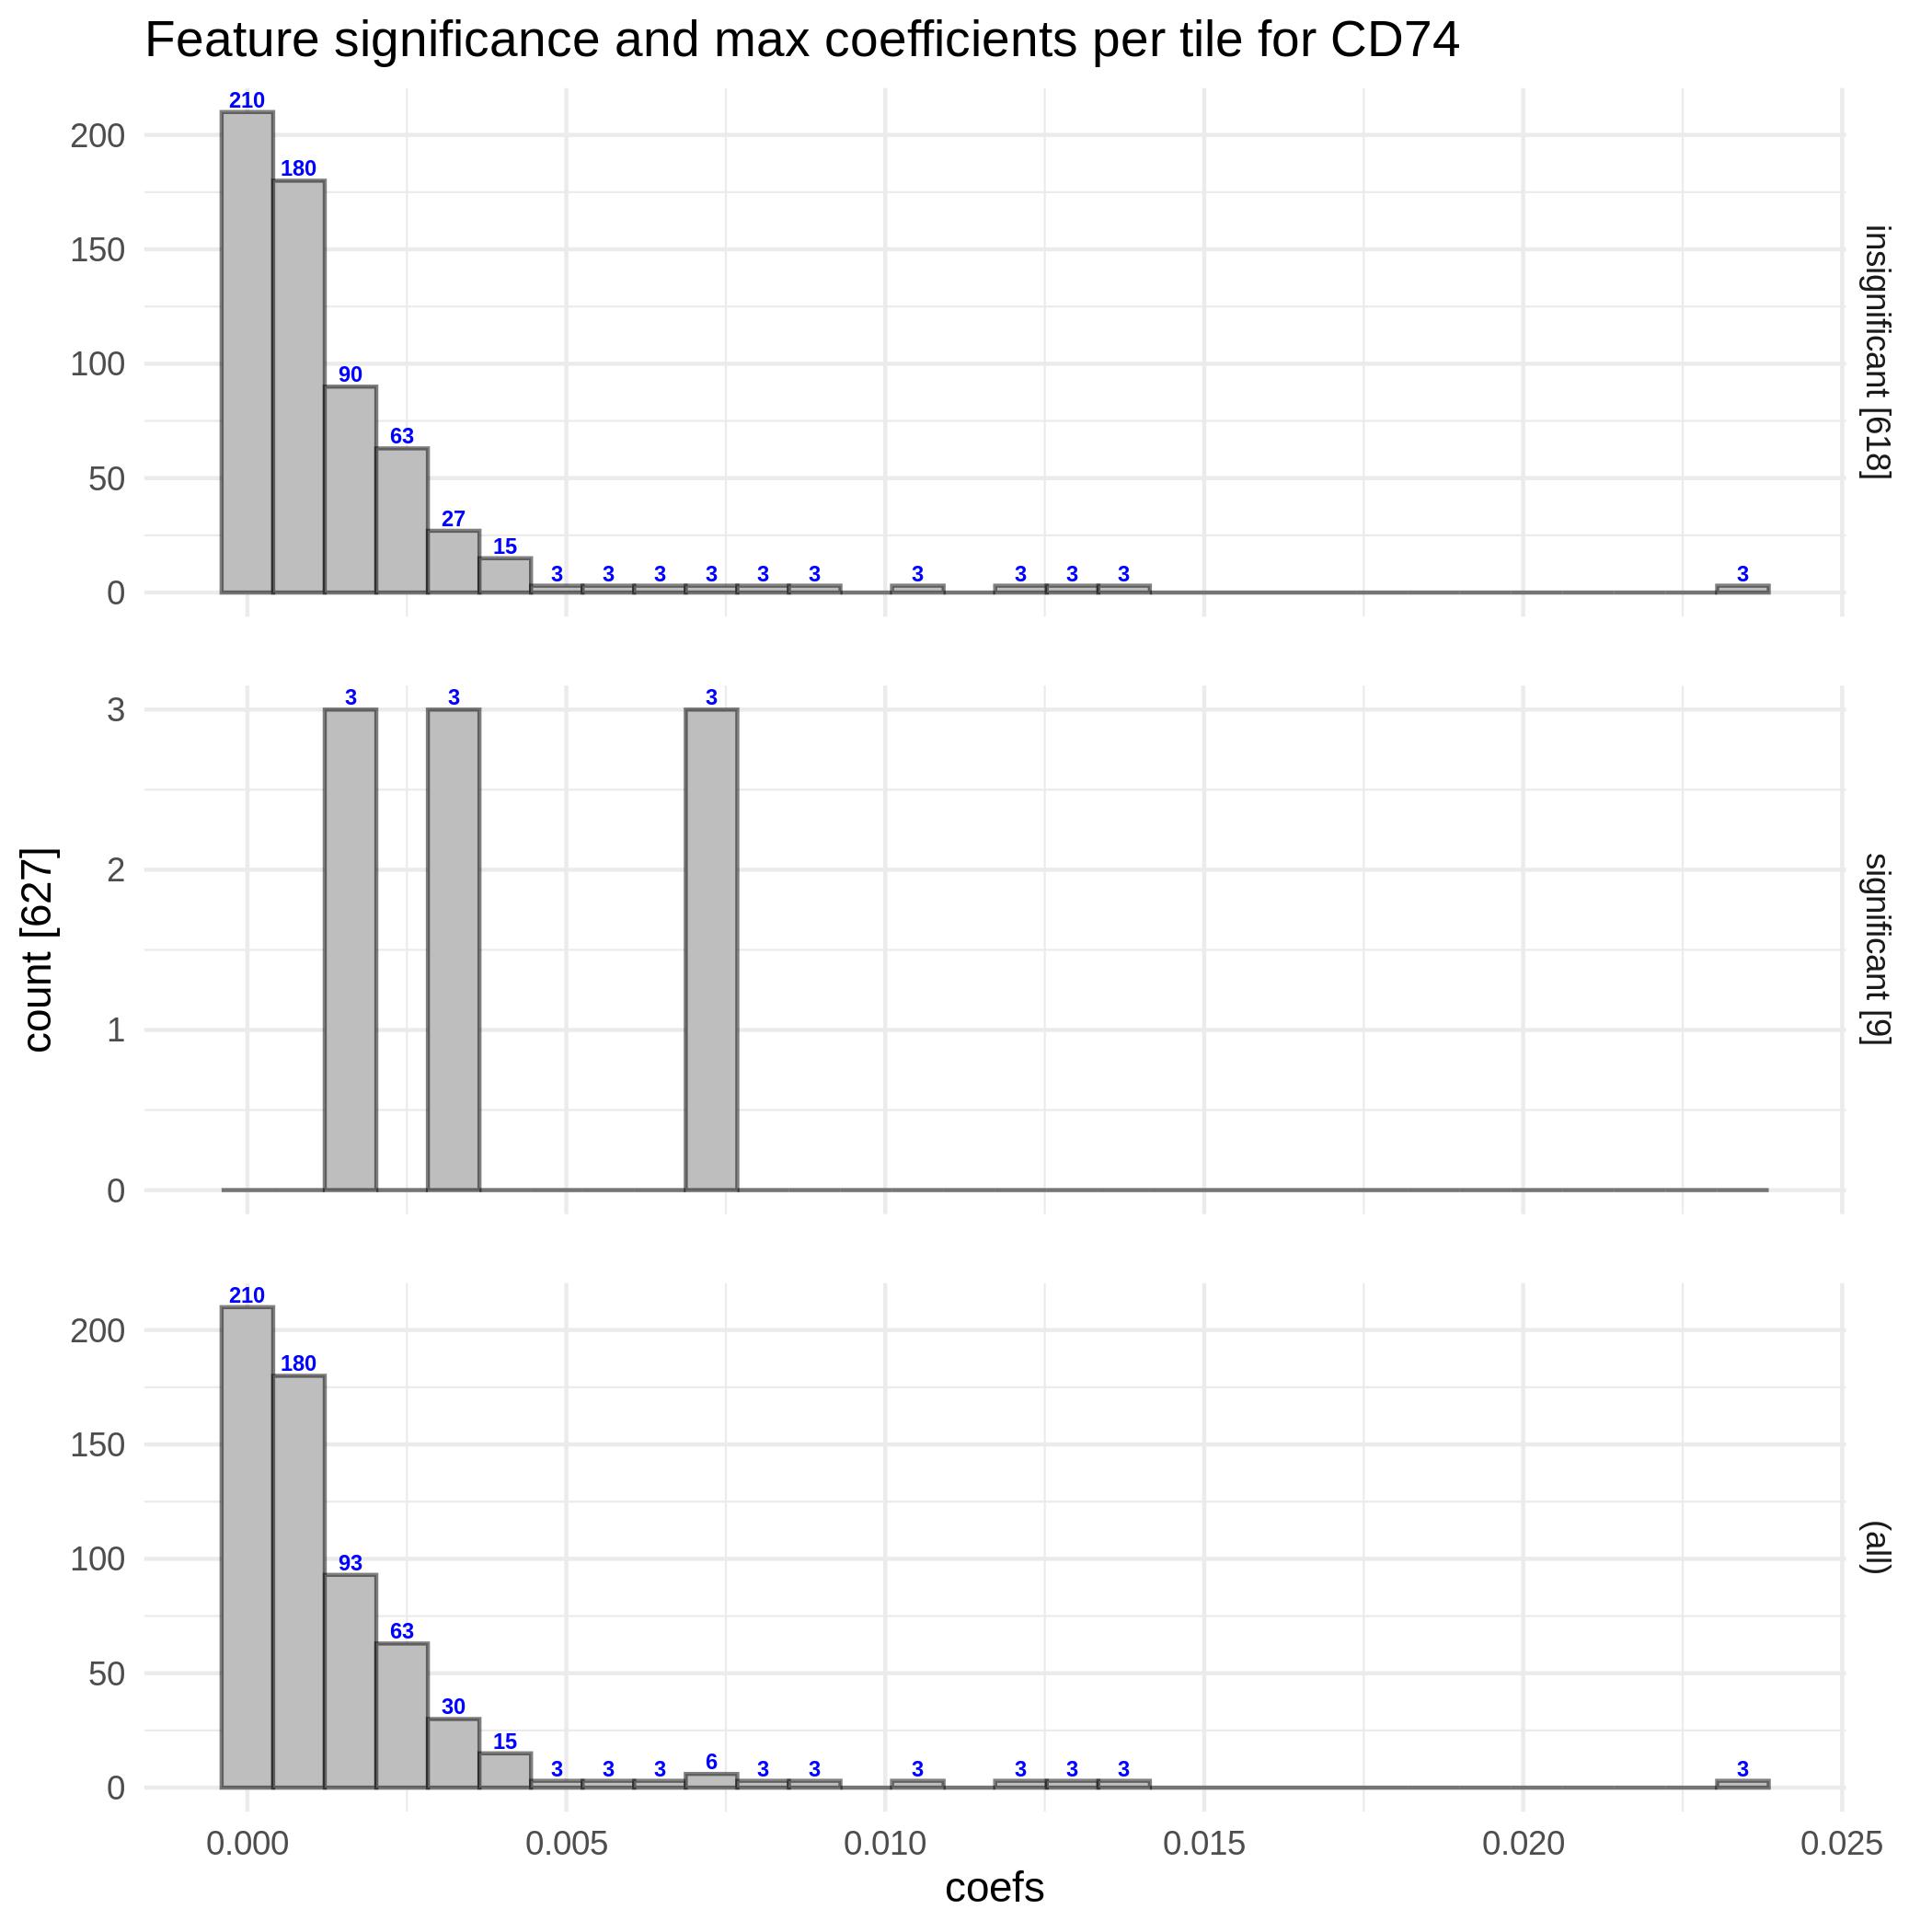 Feature significance and max coefficients per tile for CD74
210
200
180
150
100
90
63
50
27
15
3 3 3 3 3 3 3 3 3 3 3
0
insignificant [618]
3 3 3
3
2
1
0
significant [9]
count [627]
210
200
180
150
100
93
63
50
30
15
3 3 3 6 3 3 3 3 3 3 3
0
(all)
0.000 0.005 0.010 0.015 0.020 0.025
coefs